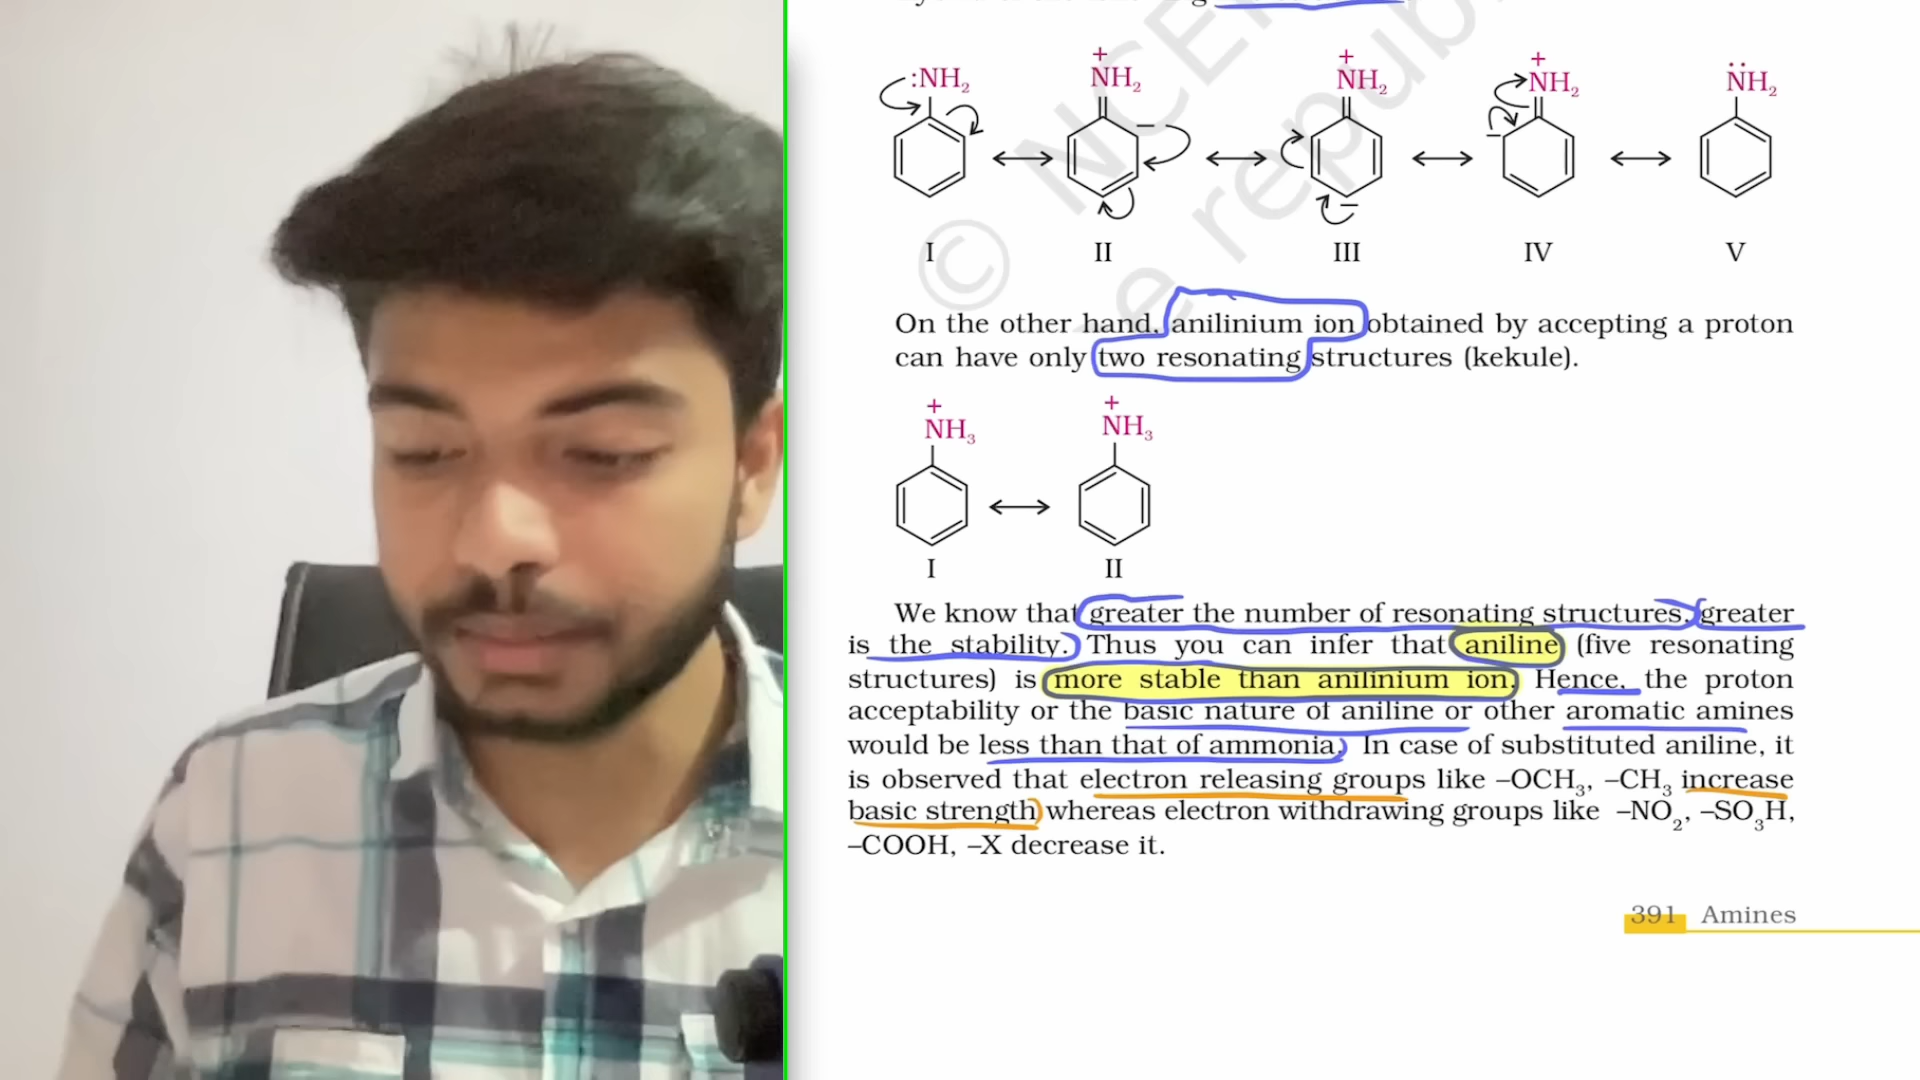 + + +
:NH₂ NH₂ NH₂ NH₂ N̈H₂
− − −
I II III IV V
© NCERT
e republ
On the other hand, anilinium ion obtained by accepting a proton
can have only two resonating structures (kekule).
+ +
NH₃ NH₃
I II
We know that greater the number of resonating structures, greater
is the stability. Thus you can infer that aniline (five resonating
structures) is more stable than anilinium ion. Hence, the proton
acceptability or the basic nature of aniline or other aromatic amines
would be less than that of ammonia. In case of substituted aniline, it
is observed that electron releasing groups like –OCH₃, –CH₃ increase
basic strength whereas electron withdrawing groups like –NO₂, –SO₃H,
–COOH, –X decrease it.
391 Amines